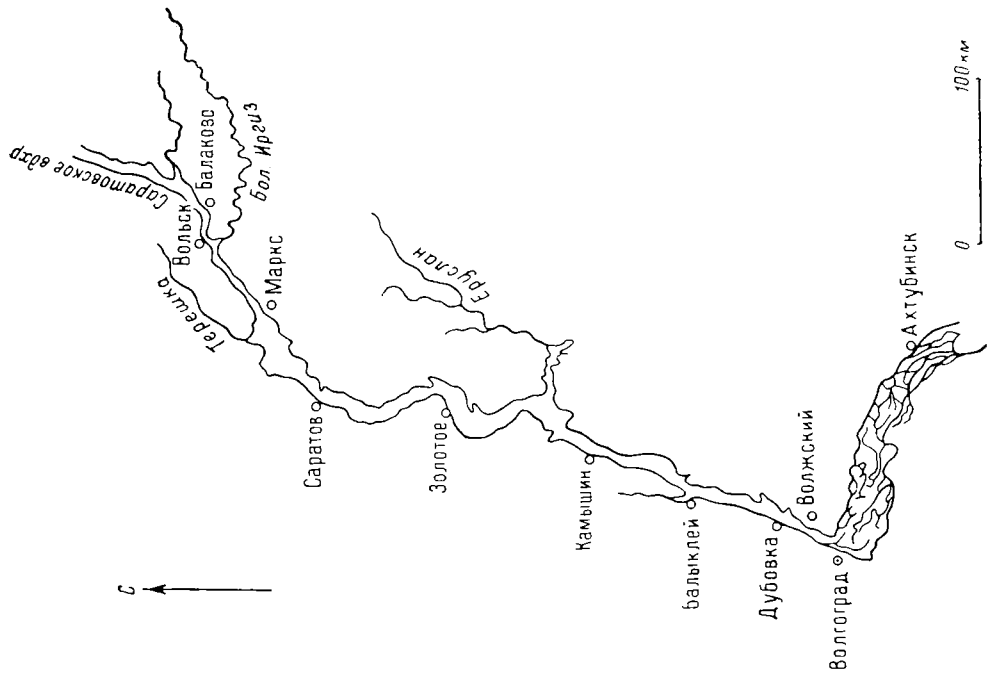 Саратовское вдхр
Вольск
Балаково
Бол. Иргиз
Терешка
Маркс
Еруслан
Саратов
Золотое
Камышин
Балыклей
Дубовка
Волжский
Волгоград
Ахтубинск
С
0 100 км